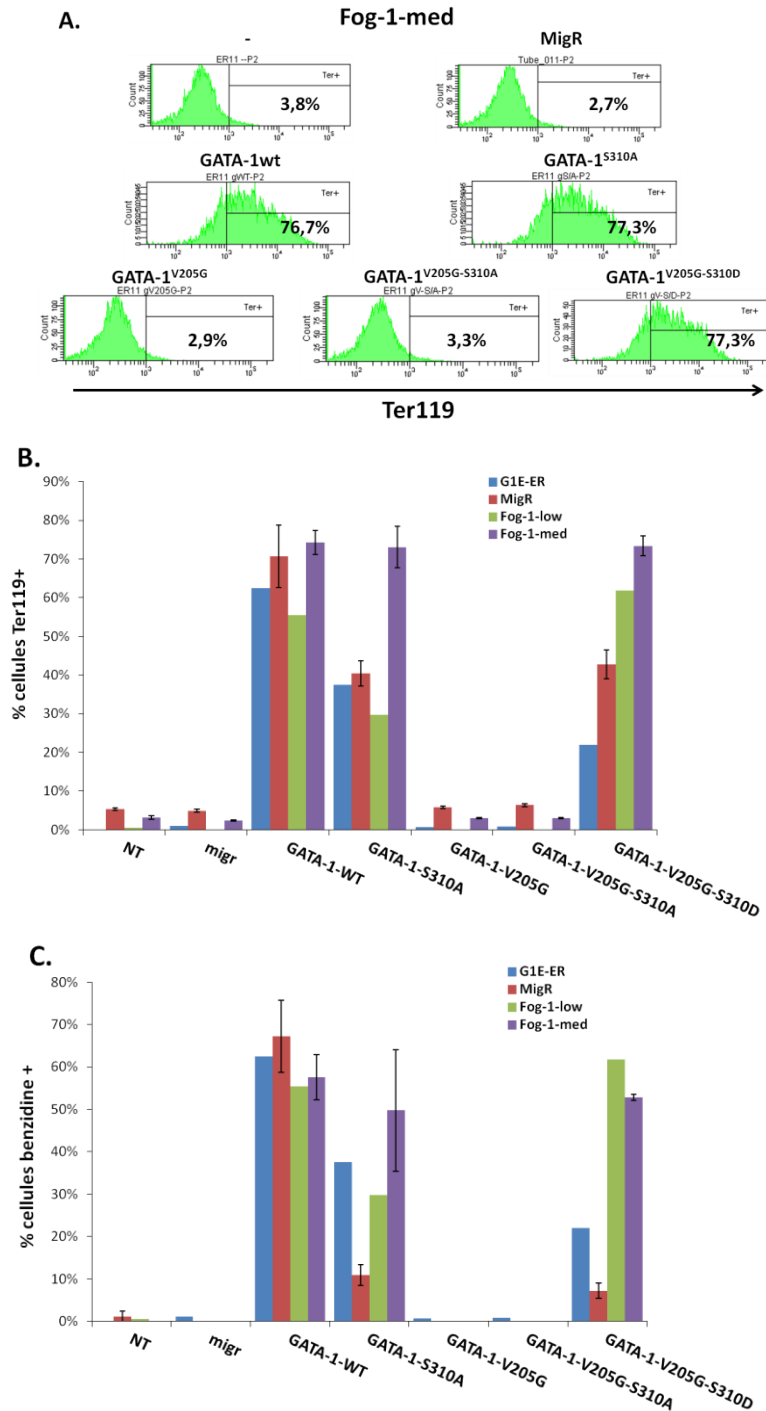 A.
Fog-1-med
- MigR
ER11 --P2 Tube_011-P2
Count Ter+ 3,8% Count Ter+ 2,7%
GATA-1wt GATA-1S310A
ER11 gWT-P2 ER11 gS/A-P2
Count Ter+ 76,7% Count Ter+ 77,3%
GATA-1V205G GATA-1V205G-S310A GATA-1V205G-S310D
ER11 gV205G-P2 ER11 gV-S/A-P2 ER11 gV-S/D-P2
Count Ter+ 2,9% Count Ter+ 3,3% Count Ter+ 77,3%
Ter119
B.
% cellules Ter119+
90%
80%
70%
60%
50%
40%
30%
20%
10%
0%
G1E-ER
MigR
Fog-1-low
Fog-1-med
NT migr GATA-1-WT GATA-1-S310A GATA-1-V205G GATA-1-V205G-S310A GATA-1-V205G-S310D
C.
% cellules benzidine +
80%
70%
60%
50%
40%
30%
20%
10%
0%
G1E-ER
MigR
Fog-1-low
Fog-1-med
NT migr GATA-1-WT GATA-1-S310A GATA-1-V205G GATA-1-V205G-S310A GATA-1-V205G-S310D